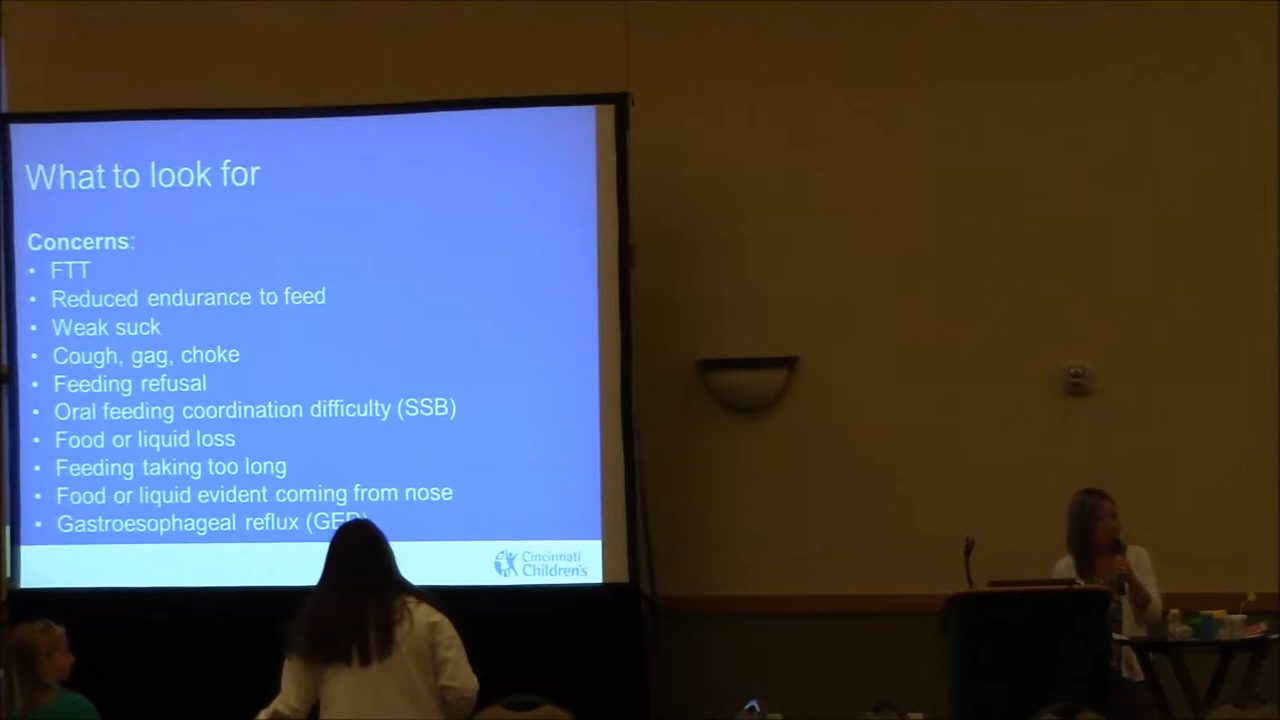 What to look for
Concerns:
• FTT
• Reduced endurance to feed
• Weak suck
• Cough, gag, choke
• Feeding refusal
• Oral feeding coordination difficulty (SSB)
• Food or liquid loss
• Feeding taking too long
• Food or liquid evident coming from nose
• Gastroesophageal reflux (GER)
Cincinnati
Children's